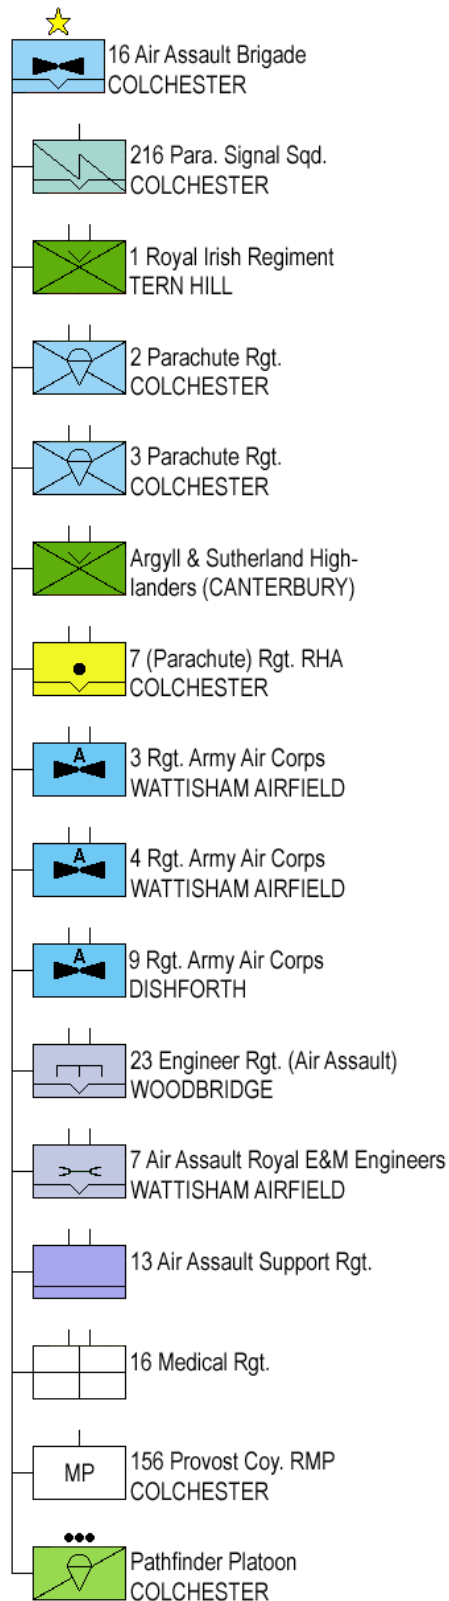 16 Air Assault Brigade
COLCHESTER
216 Para. Signal Sqd.
COLCHESTER
1 Royal Irish Regiment
TERN HILL
2 Parachute Rgt.
COLCHESTER
3 Parachute Rgt.
COLCHESTER
Argyll & Sutherland High-
landers (CANTERBURY)
7 (Parachute) Rgt. RHA
COLCHESTER
A
3 Rgt. Army Air Corps
WATTISHAM AIRFIELD
A
4 Rgt. Army Air Corps
WATTISHAM AIRFIELD
A
9 Rgt. Army Air Corps
DISHFORTH
23 Engineer Rgt. (Air Assault)
WOODBRIDGE
7 Air Assault Royal E&M Engineers
WATTISHAM AIRFIELD
13 Air Assault Support Rgt.
16 Medical Rgt.
MP
156 Provost Coy. RMP
COLCHESTER
Pathfinder Platoon
COLCHESTER